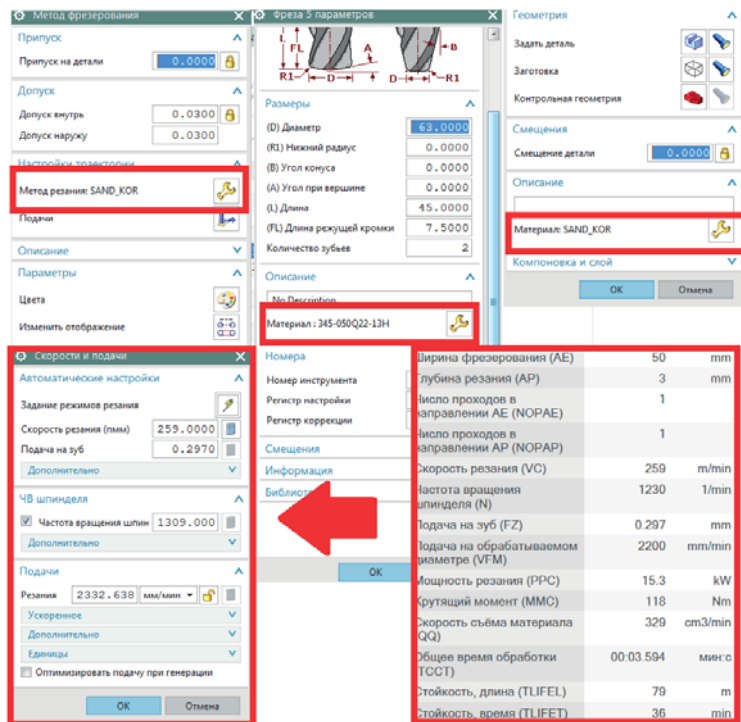 Метод фрезерования
Припуск
Припуск на детали 0.0000
Допуск
Допуск внутрь 0.0300
Допуск наружу 0.0300
Настройки траектории
Метод резания: SAND_KOR
Подачи
Описание
Параметры
Цвета
Изменить отображение
Фреза 5 параметров
L
FL
A
B
R1
D
D
R1
Размеры
(D) Диаметр 63.0000
(R1) Нижний радиус 0.0000
(B) Угол конуса 0.0000
(A) Угол при вершине 0.0000
(L) Длина 45.0000
(FL) Длина режущей кромки 7.5000
Количество зубьев 2
Описание
No Description
Материал : 345-050Q22-13H
Номера
Номер инструмента
Регистр настройки
Регистр коррекции
Смещения
Информация
OK
Геометрия
Задать деталь
Заготовка
Контрольная геометрия
Смещения
Смещение детали 0.0000
Описание
Материал: SAND_KOR
Компоновка и слой
OK Отмена
Скорости и подачи
Автоматические настройки
Задание режимов резания
Скорость резания (пмм) 259.0000
Подача на зуб 0.2970
Дополнительно
ЧВ шпинделя
Частота вращения шпин 1309.000
Дополнительно
Подачи
Резания 2332.638 мм/мин
Ускоренное
Дополнительно
Единицы
Оптимизировать подачу при генерации
OK Отмена
Ширина фрезерования (AE) 50 mm
Глубина резания (AP) 3 mm
Число проходов в 1
направлении AE (NOPAE)
Число проходов в 1
направлении AP (NOPAP)
Скорость резания (VC) 259 m/min
Частота вращения 1230 1/min
шпинделя (N)
Подача на зуб (FZ) 0.297 mm
Подача на обрабатываемом 2200 mm/min
диаметре (VFM)
Мощность резания (PPC) 15.3 kW
Крутящий момент (MMC) 118 Nm
Скорость съёма материала 329 cm3/min
(QQ)
Общее время обработки 00:03.594 мин:с
(TCCT)
Стойкость, длина (TLIFEL) 79 m
Стойкость, время (TLIFET) 36 min